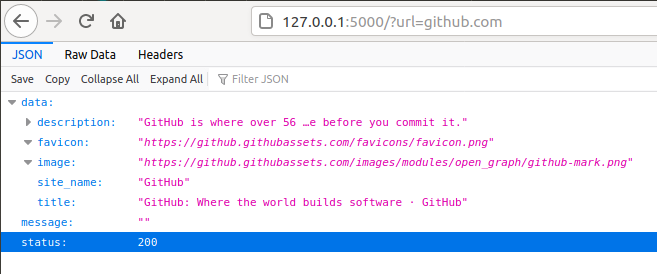 127.0.0.1:5000/?url=github.com
JSON Raw Data Headers
Save Copy Collapse All Expand All Filter JSON
data:
description: "GitHub is where over 56 …e before you commit it."
favicon: "https://github.githubassets.com/favicons/favicon.png"
image: "https://github.githubassets.com/images/modules/open_graph/github-mark.png"
site_name: "GitHub"
title: "GitHub: Where the world builds software · GitHub"
message: ""
status: 200